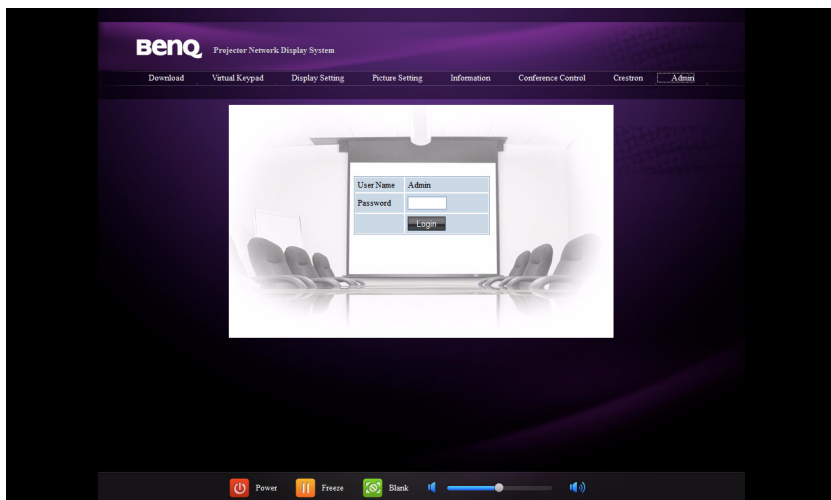 BenQ Projector Network Display System
Download Virtual Keypad Display Setting Picture Setting Information Conference Control Crestron Admin
User Name Admin
Password
Login
Power Freeze Blank